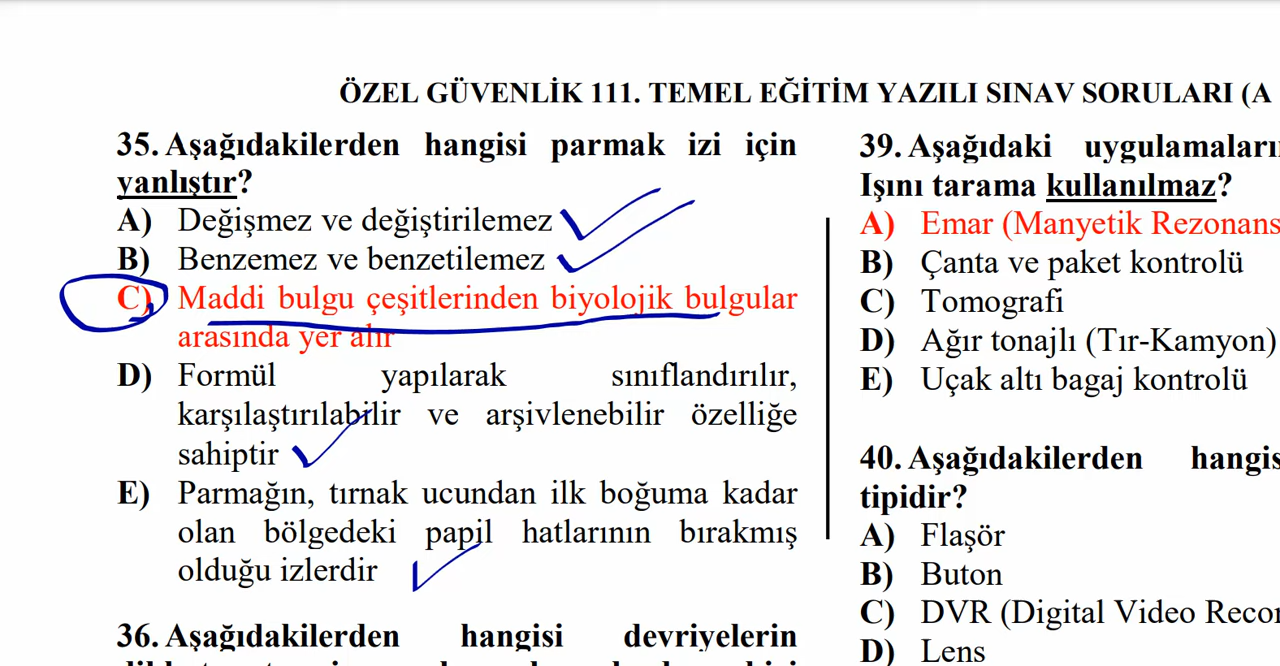 ÖZEL GÜVENLİK 111. TEMEL EĞİTİM YAZILI SINAV SORULARI (A
35. Aşağıdakilerden hangisi parmak izi için
yanlıştır?
A) Değişmez ve değiştirilemez
B) Benzemez ve benzetilemez
C) Maddi bulgu çeşitlerinden biyolojik bulgular
arasında yer alır
D) Formül yapılarak sınıflandırılır,
karşılaştırılabilir ve arşivlenebilir özelliğe
sahiptir
E) Parmağın, tırnak ucundan ilk boğuma kadar
olan bölgedeki papil hatlarının bırakmış
olduğu izlerdir
36. Aşağıdakilerden hangisi devriyelerin
39. Aşağıdaki uygulamaları
Işını tarama kullanılmaz?
A) Emar (Manyetik Rezonans
B) Çanta ve paket kontrolü
C) Tomografi
D) Ağır tonajlı (Tır-Kamyon)
E) Uçak altı bagaj kontrolü
40. Aşağıdakilerden hangis
tipidir?
A) Flaşör
B) Buton
C) DVR (Digital Video Recor
D) Lens